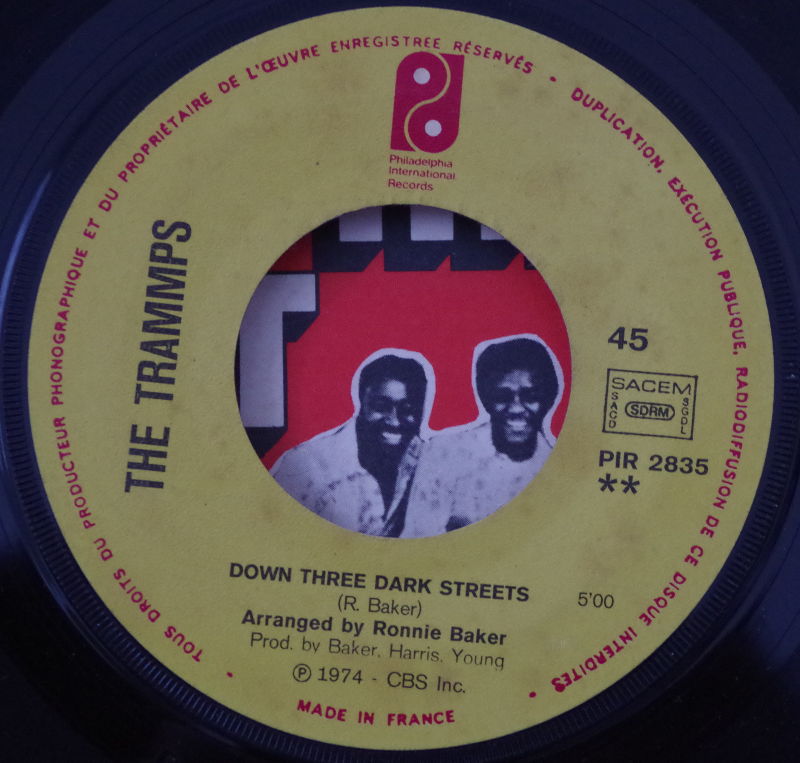 TOUS DROITS DU PRODUCTEUR PHONOGRAPHIQUE ET DU PROPRIÉTAIRE DE L'ŒUVRE ENREGISTREE RÉSERVÉS • DUPLICATION, EXÉCUTION PUBLIQUE, RADIODIFFUSION DE CE DISQUE INTERDITES •
Philadelphia
International
Records
THE TRAMMPS
45
SACEM
SACD
SDRM
SGDL
PIR 2835
**
DOWN THREE DARK STREETS
(R. Baker)
5'00
Arranged by Ronnie Baker
Prod. by Baker, Harris, Young
℗ 1974 - CBS Inc.
MADE IN FRANCE